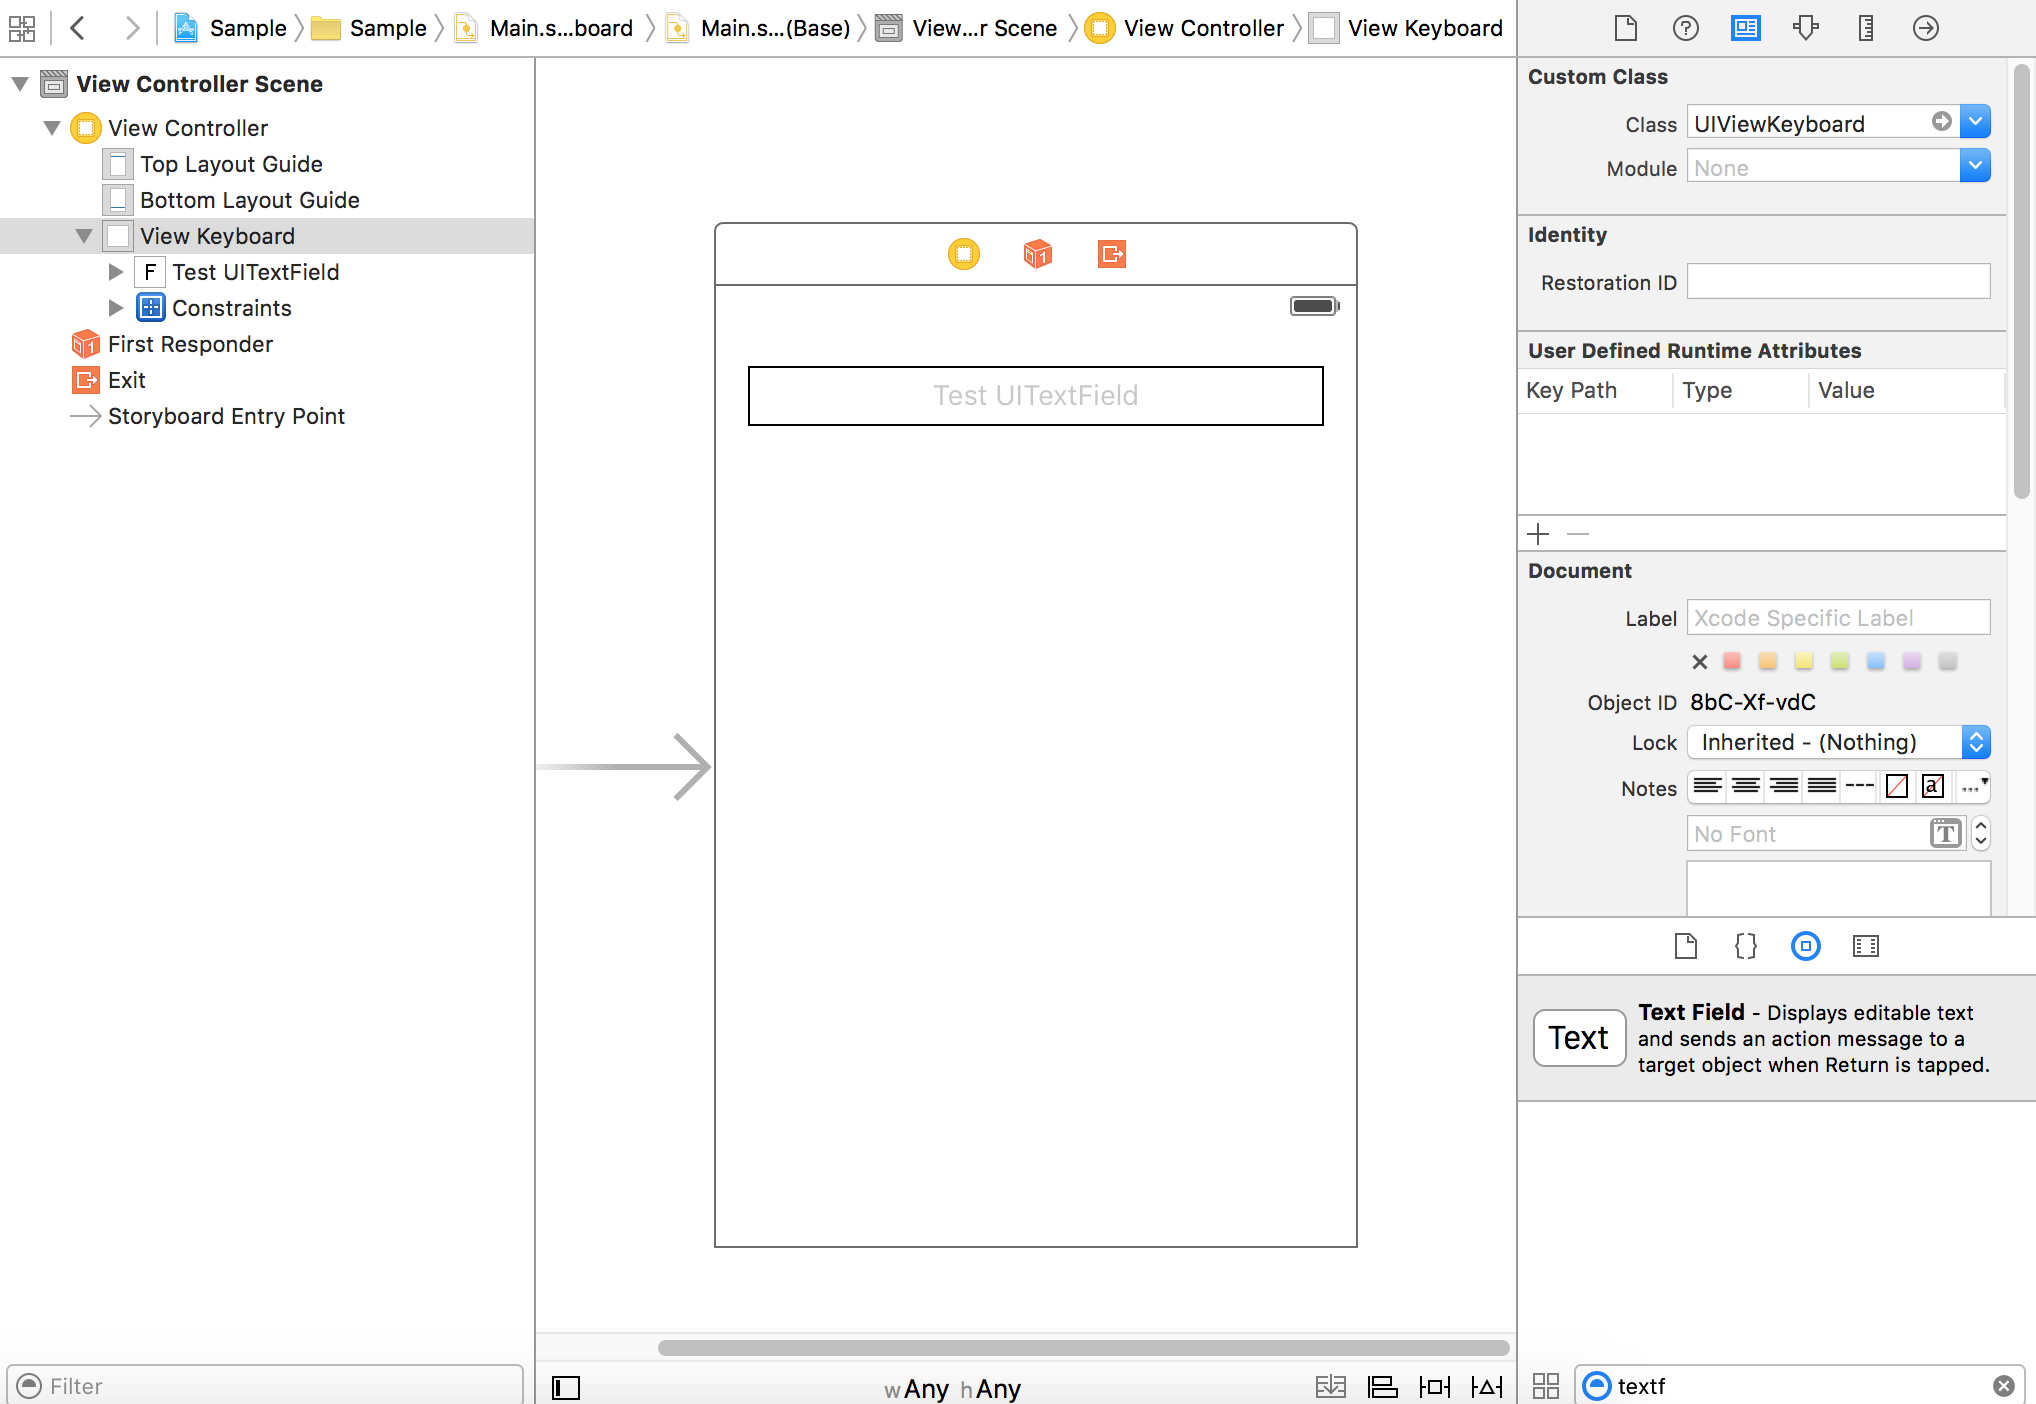 Sample Sample Main.s...board Main.s...(Base) View...r Scene View Controller View Keyboard
View Controller Scene
View Controller
Top Layout Guide
Bottom Layout Guide
View Keyboard
F Test UITextField
Constraints
First Responder
Exit
Storyboard Entry Point
Filter
Test UITextField
w Any h Any
Custom Class
Class UIViewKeyboard
Module None
Identity
Restoration ID
User Defined Runtime Attributes
Key Path Type Value
Document
Label Xcode Specific Label
Object ID 8bC-Xf-vdC
Lock Inherited - (Nothing)
Notes
No Font
Text
Text Field - Displays editable text
and sends an action message to a
target object when Return is tapped.
textf